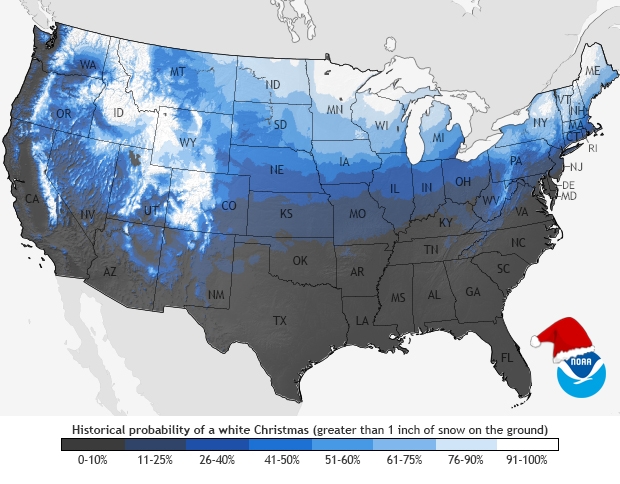 WA
MT
ND
ME
OR
ID
MN
VT
NH
WI
NY
MA
SD
MI
CT
RI
WY
IA
PA
NE
NJ
OH
IL
IN
DE
MD
WV
CA
NV
UT
CO
KS
MO
VA
KY
NC
TN
AZ
OK
AR
SC
NM
MS
AL
GA
TX
LA
FL
NOAA
Historical probability of a white Christmas (greater than 1 inch of snow on the ground)
0-10% 11-25% 26-40% 41-50% 51-60% 61-75% 76-90% 91-100%